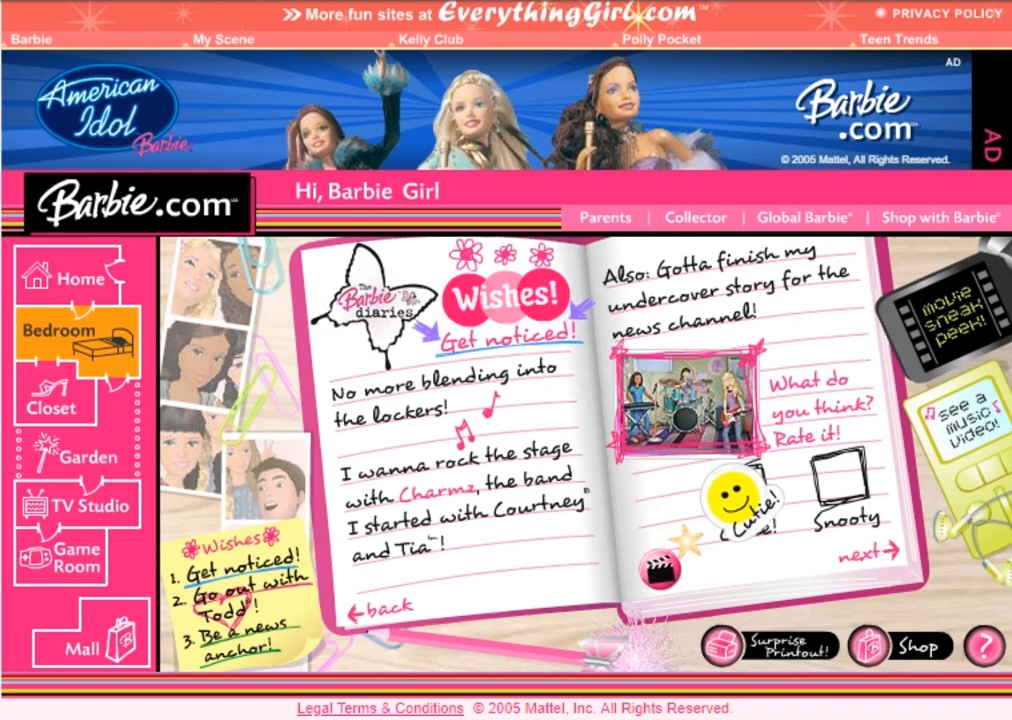 More fun sites at EverythingGirl.com™
PRIVACY POLICY
Barbie
My Scene
Kelly Club
Polly Pocket
Teen Trends
AD
American
Idol
Barbie
Barbie
.com
© 2005 Mattel, All Rights Reserved.
AD
Barbie.com
Hi, Barbie Girl
Parents | Collector | Global Barbie® | Shop with Barbie®
Home
Bedroom
Closet
Garden
TV Studio
Game
Room
Mall
The
Barbie
diaries
Wishes!
Get noticed!
No more blending into
the lockers!
I wanna rock the stage
with Charmz, the band
I started with Courtney®
and Tia™!
back
Also: Gotta finish my
undercover story for the
news channel!
What do
you think?
Rate it!
Cutie!
e!
Snooty
next
movie
sneak
peek!
see a
music
video!
Wishes
1. Get noticed!
2. Go out with
Todd®!
3. Be a news
anchor!
Surprise
Printout!
Shop
?
Legal Terms & Conditions © 2005 Mattel, Inc. All Rights Reserved.